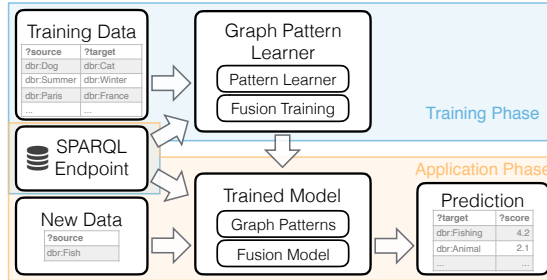 Training Data
?source ?target
dbr:Dog dbr:Cat
dbr:Summer dbr:Winter
dbr:Paris dbr:France
... ...
Graph Pattern
Learner
Pattern Learner
Fusion Training
Training Phase
SPARQL
Endpoint
Application Phase
New Data
?source
dbr:Fish
Trained Model
Graph Patterns
Fusion Model
Prediction
?target ?score
dbr:Fishing 4.2
dbr:Animal 2.1
... ...